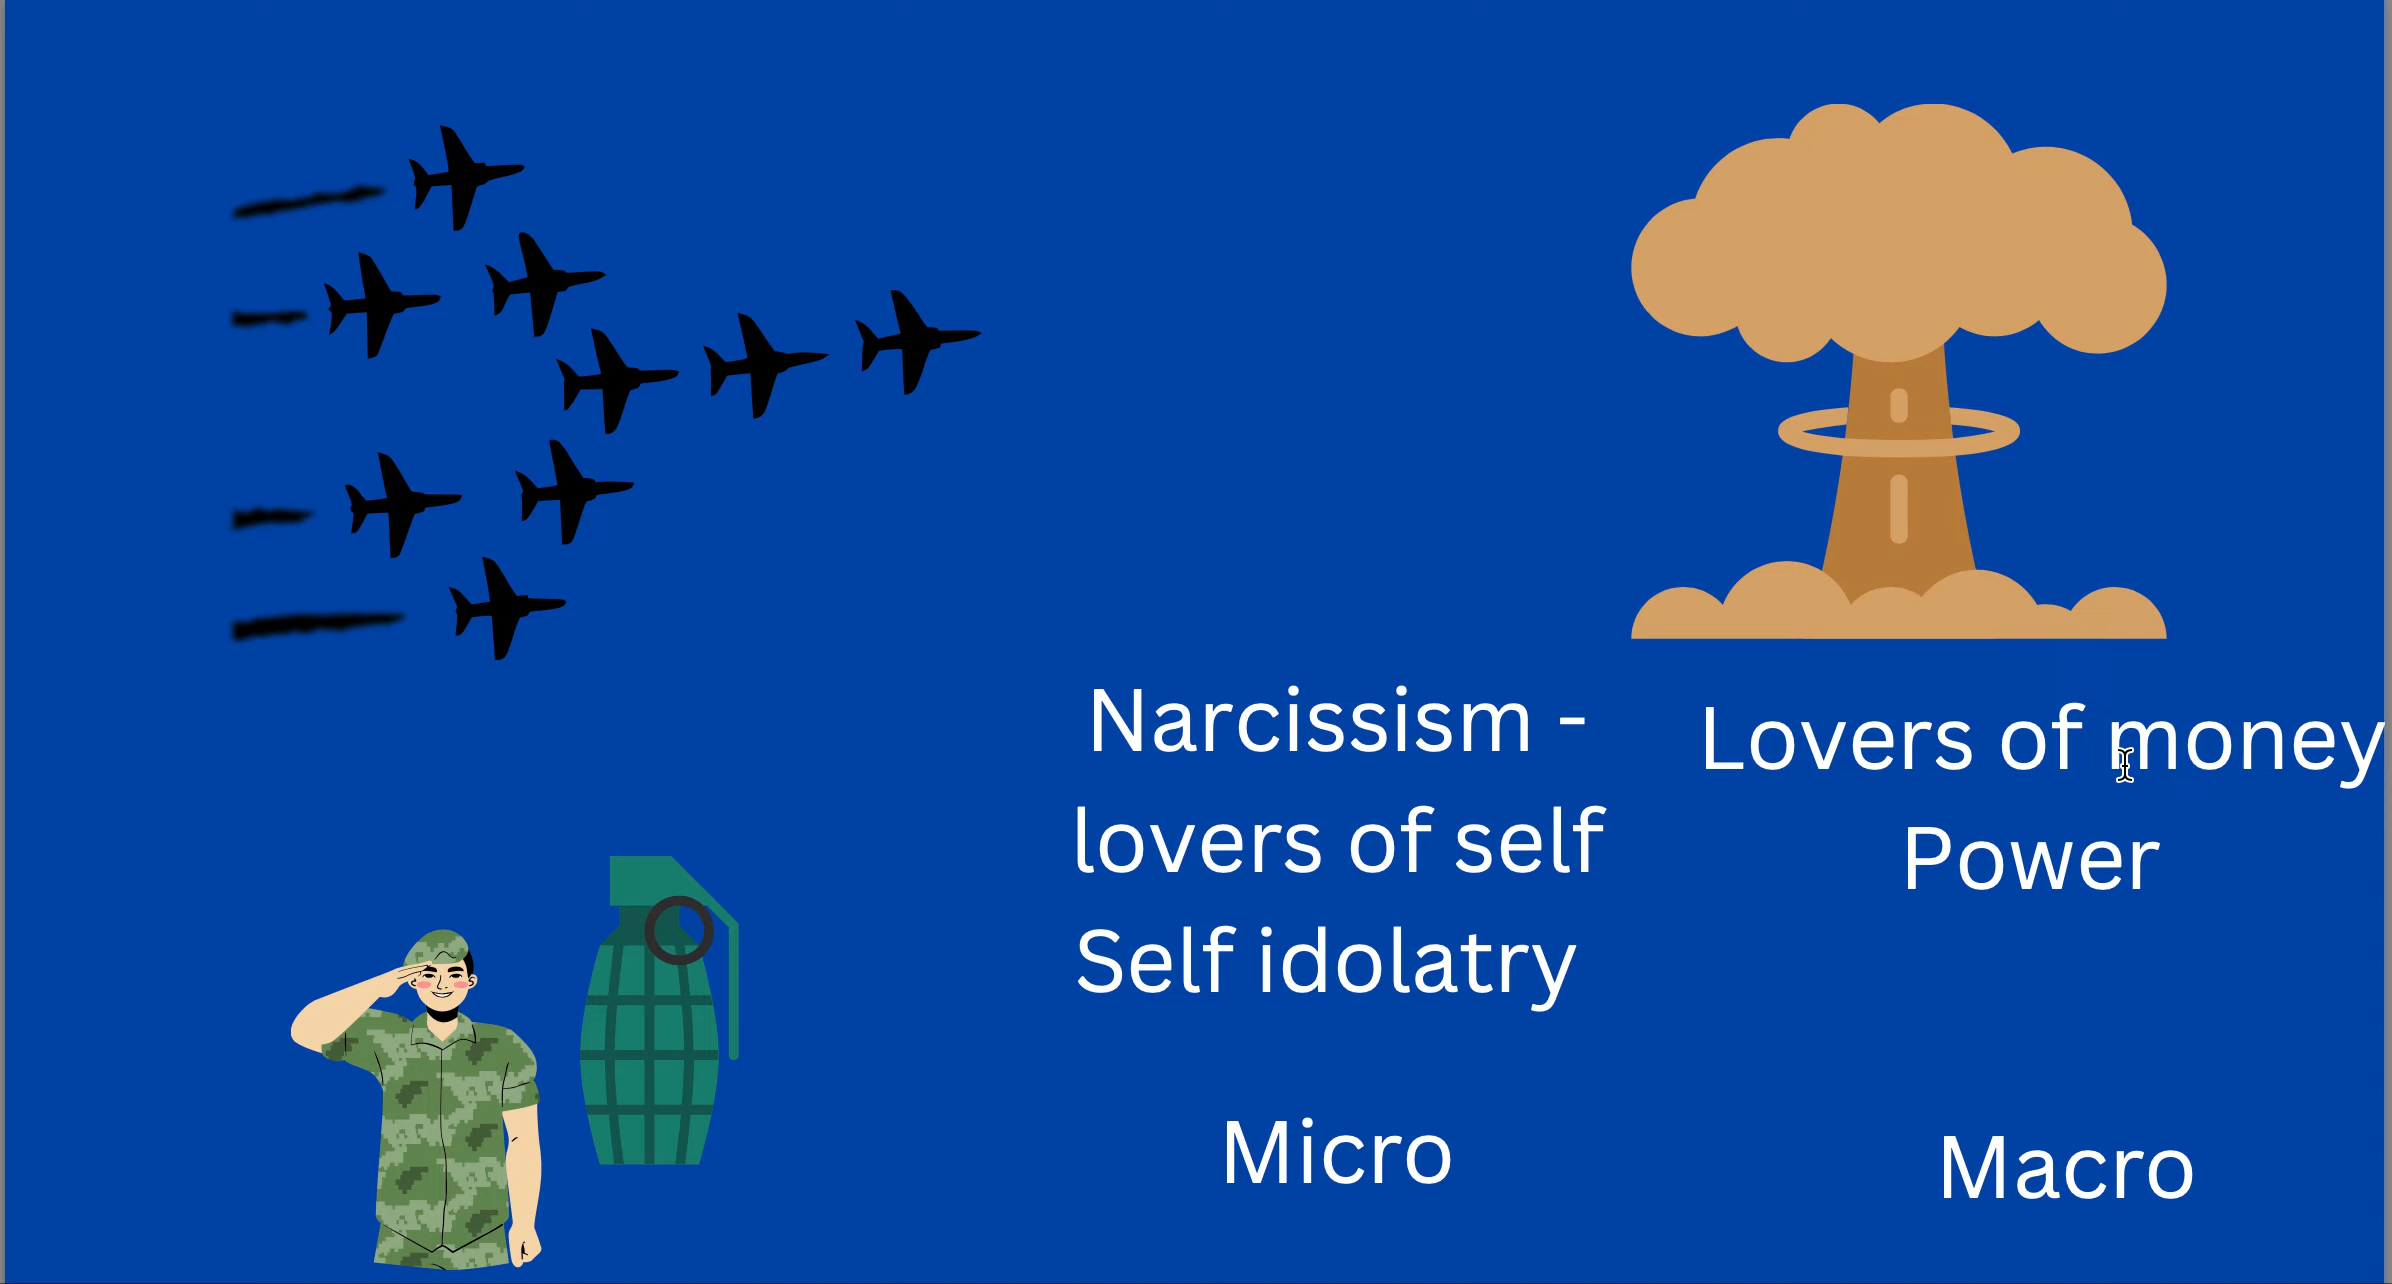 Narcissism -
lovers of self
Self idolatry
Micro
Lovers of money
Power
Macro